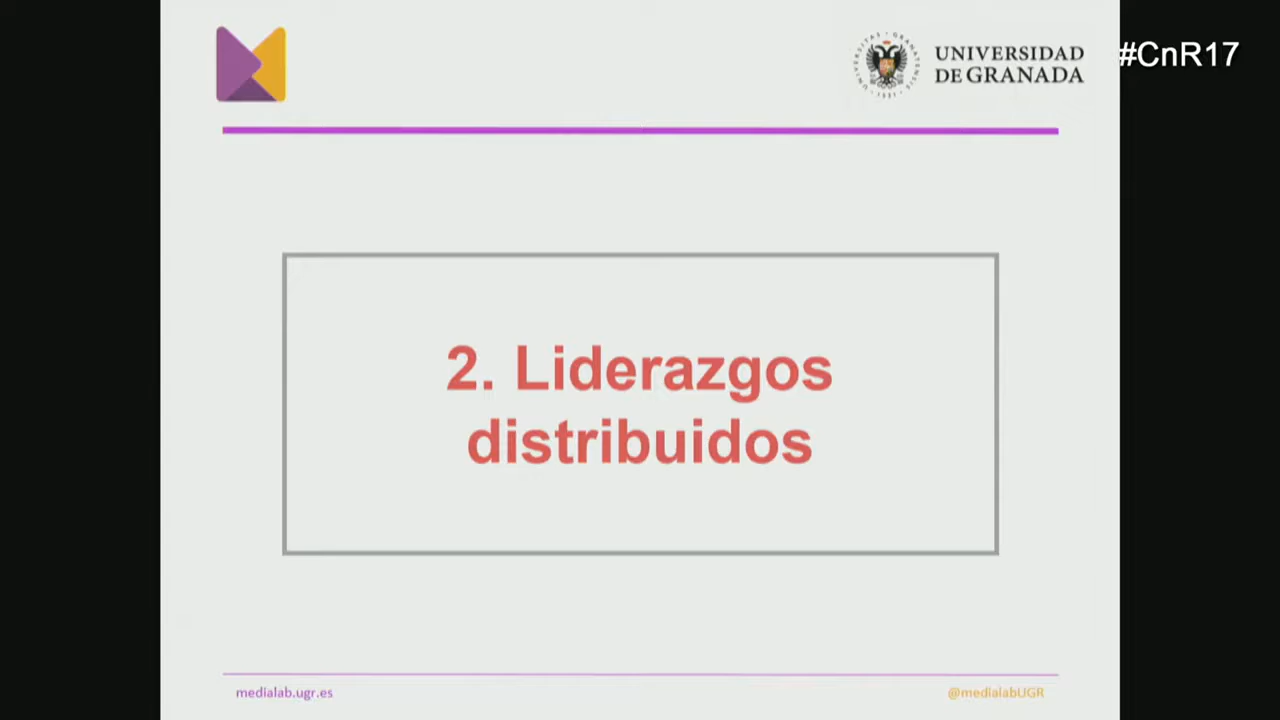 UNIVERSIDAD
DE GRANADA
#CnR17
2. Liderazgos
distribuidos
medialab.ugr.es
@medialabUGR